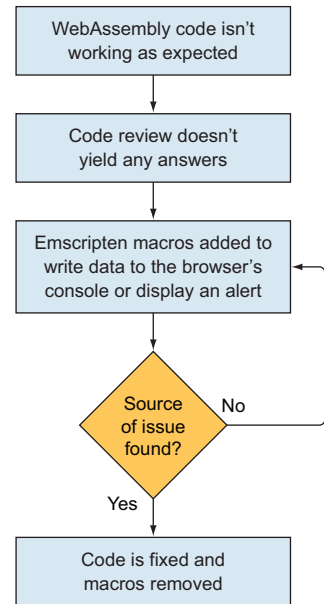 WebAssembly code isn't
working as expected
Code review doesn't
yield any answers
Emscripten macros added to
write data to the browser's
console or display an alert
Source
of issue
found?
No
Yes
Code is fixed and
macros removed